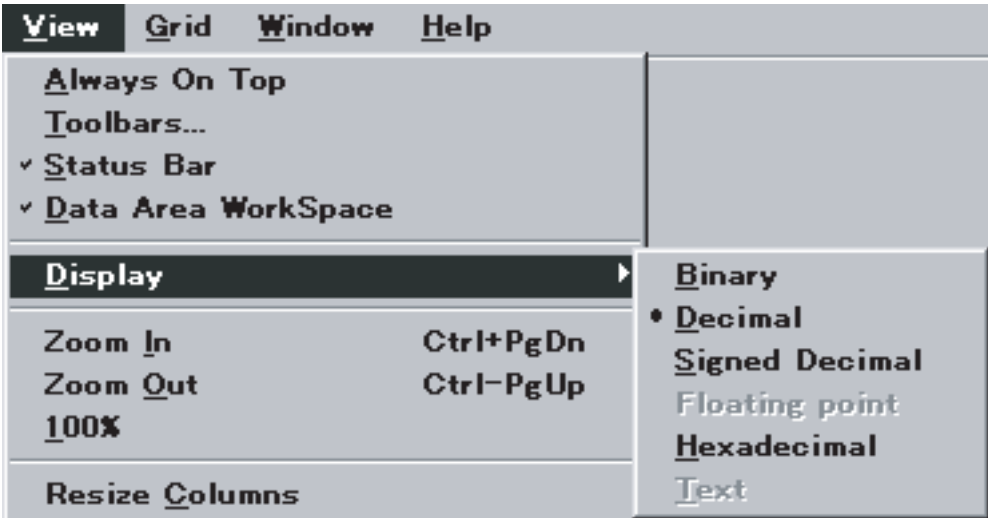 View Grid Window Help
Always On Top
Toolbars...
Status Bar
Data Area WorkSpace
Display
Zoom In Ctrl+PgDn
Zoom Out Ctrl-PgUp
100%
Resize Columns
Binary
Decimal
Signed Decimal
Floating point
Hexadecimal
Text